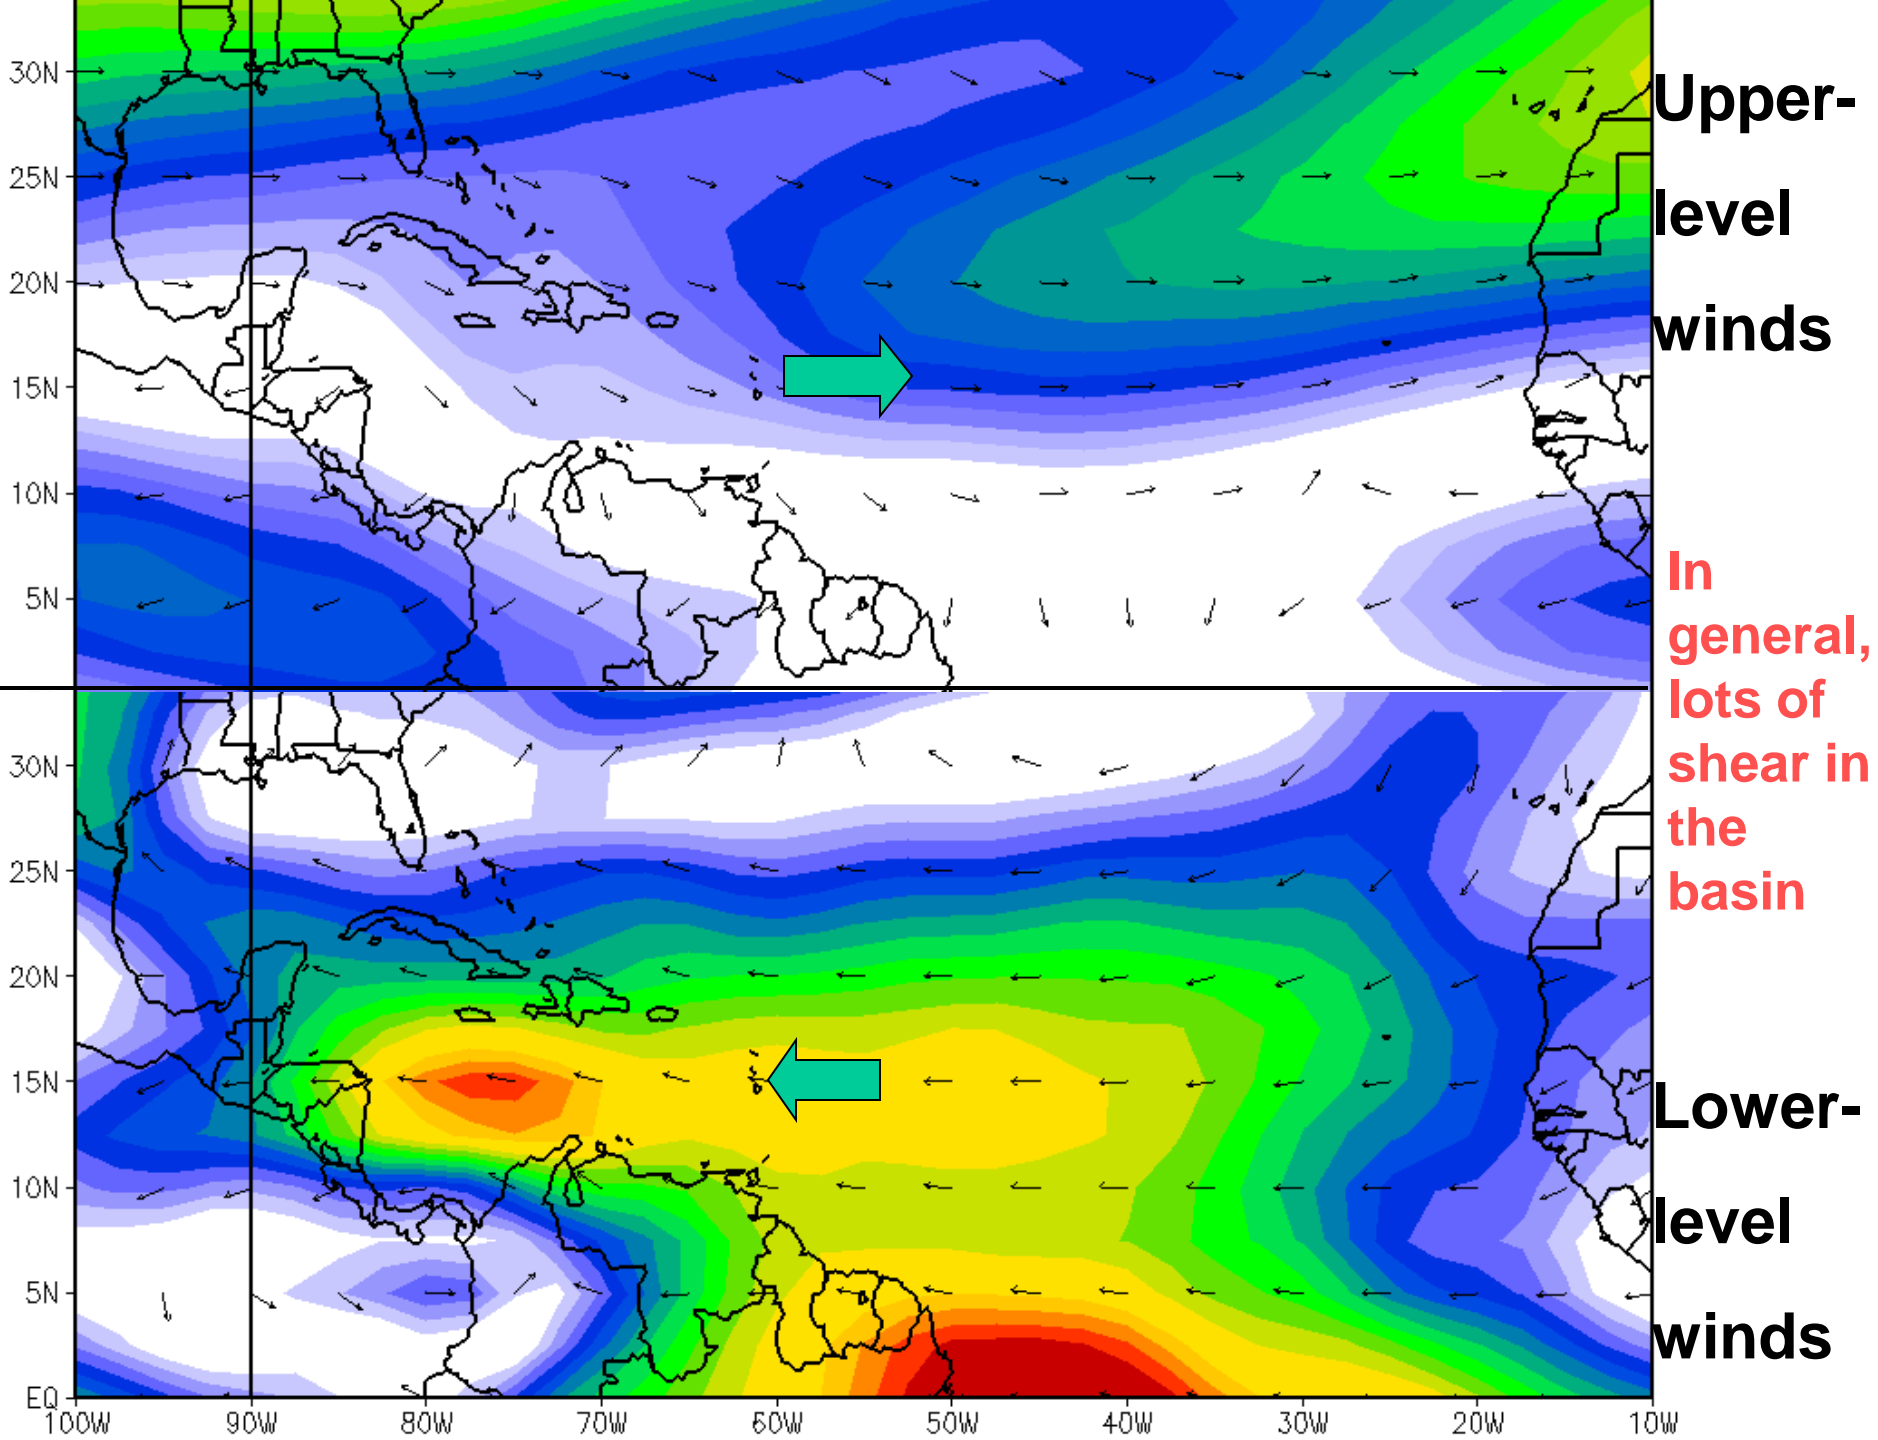 30N
25N
20N
15N
10N
5N
Upper-
level
winds
In
general,
lots of
shear in
the
basin
30N
25N
20N
15N
10N
5N
EQ
Lower-
level
winds
100W 90W 80W 70W 60W 50W 40W 30W 20W 10W